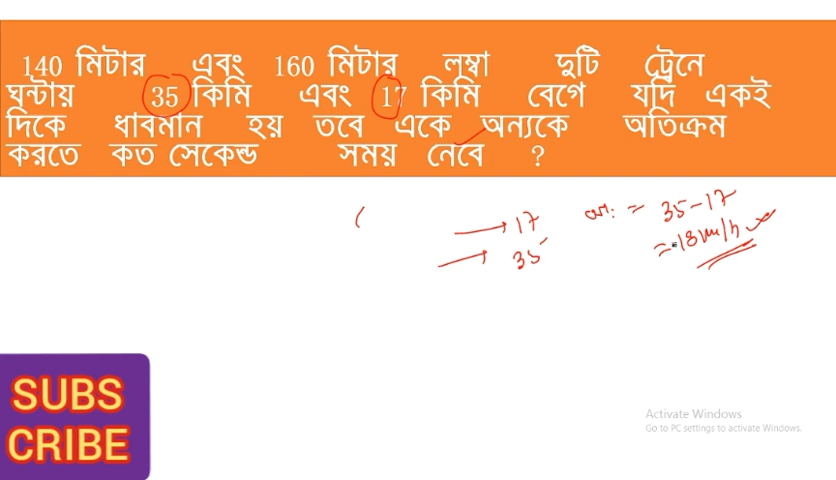 140 মিটার এবং 160 মিটার লম্বা দুটি ট্রেনে
ঘন্টায় 35 কিমি এবং 17 কিমি বেগে যদি একই
দিকে ধাবমান হয় তবে একে অন্যকে অতিক্রম
করতে কত সেকেন্ড সময় নেবে ?
= 35-17
→ 17
= 18 m/h
→ 35
SUBS
CRIBE
Activate Windows
Go to PC settings to activate Windows.